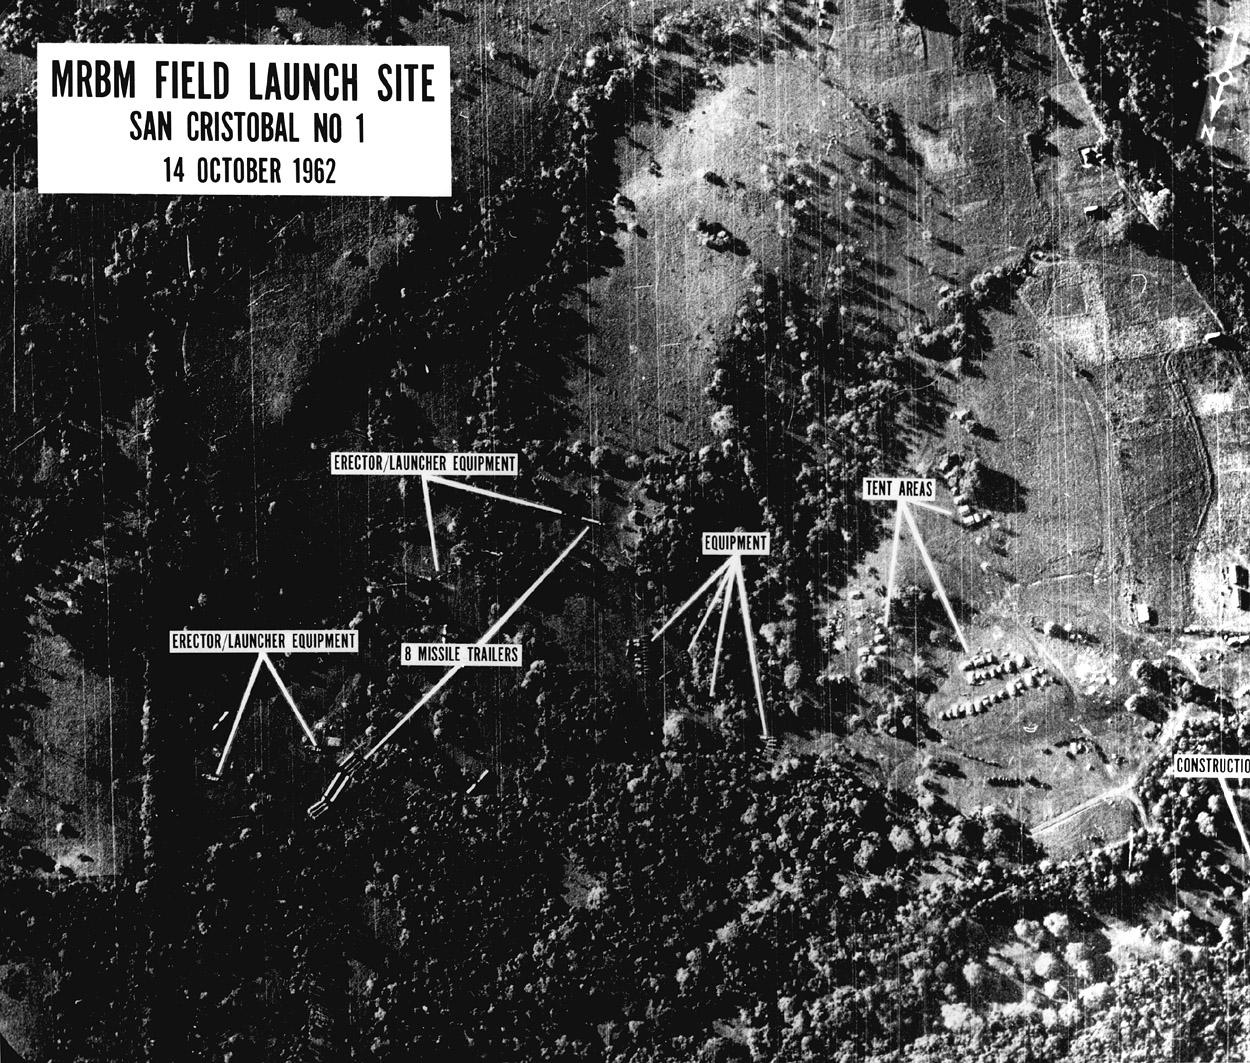 MRBM FIELD LAUNCH SITE
SAN CRISTOBAL NO 1
14 OCTOBER 1962
N
ERECTOR/LAUNCHER EQUIPMENT
TENT AREAS
EQUIPMENT
ERECTOR/LAUNCHER EQUIPMENT
8 MISSILE TRAILERS
CONSTRUCTIO